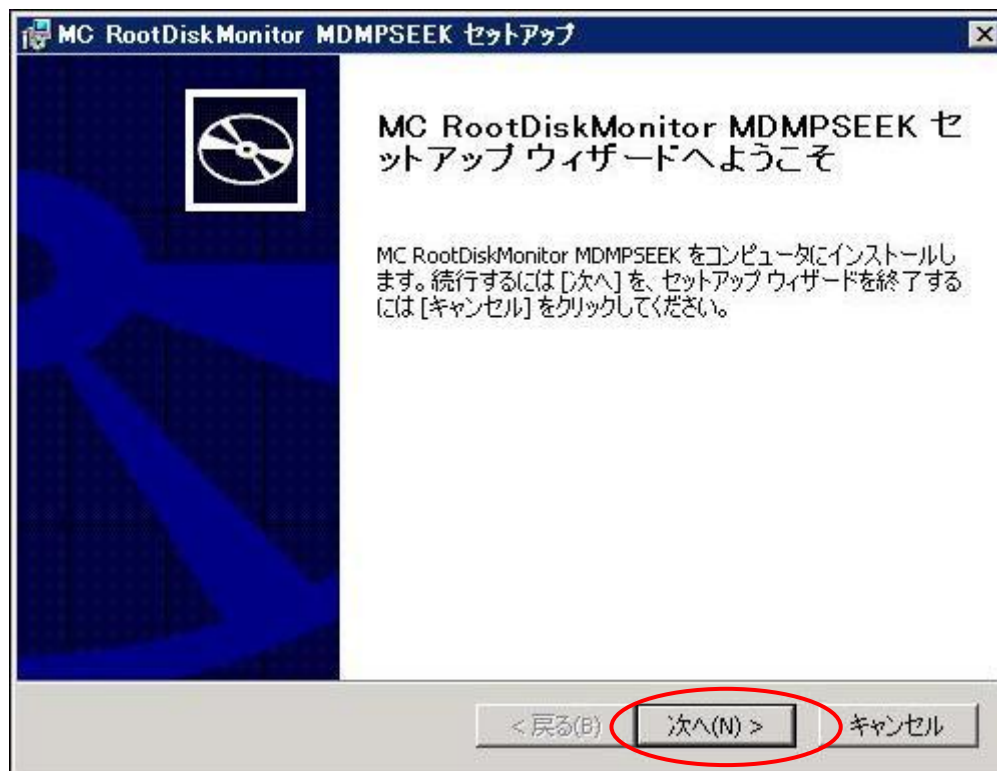 MC RootDiskMonitor MDMPSEEK セットアップ
MC RootDiskMonitor MDMPSEEK セ
ットアップ ウィザードへようこそ
MC RootDiskMonitor MDMPSEEK をコンピュータにインストールし
ます。続行するには [次へ] を、セットアップ ウィザードを終了する
には [キャンセル] をクリックしてください。
< 戻る(B) 次へ(N) > キャンセル